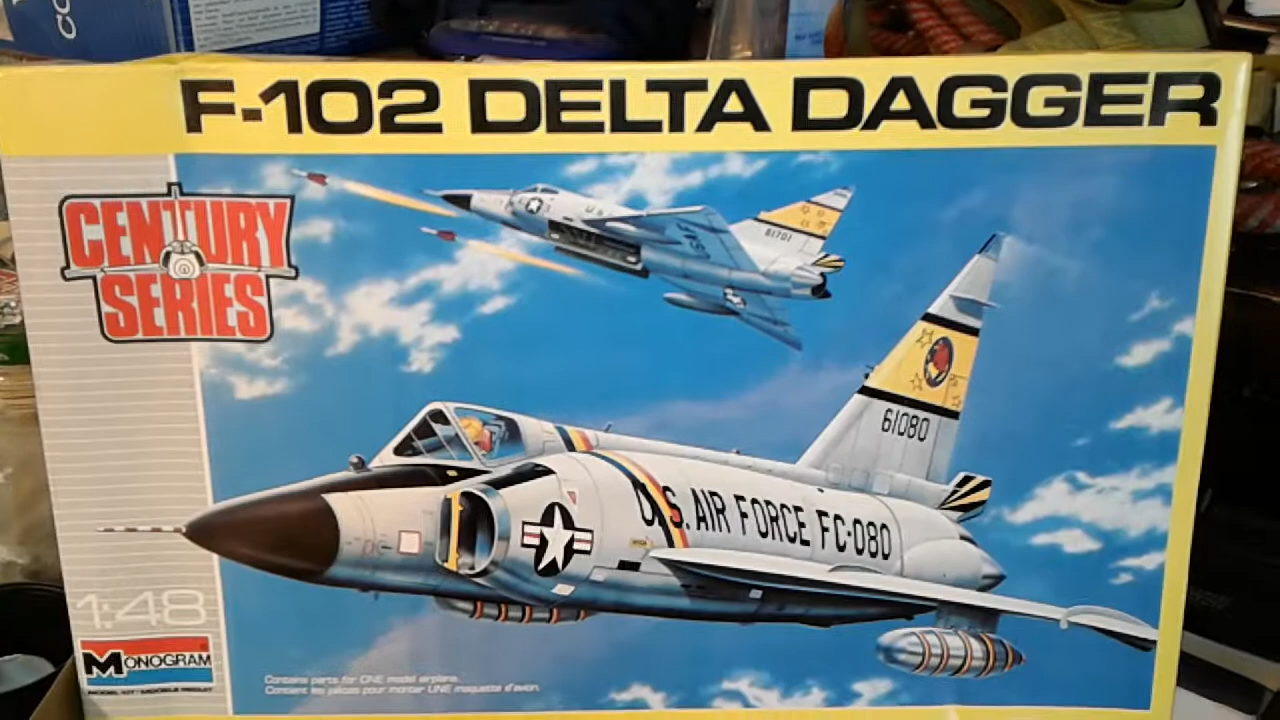 F-102 DELTA DAGGER
CENTURY
SERIES
61701
USAF
61080
U.S. AIR FORCE FC-080
1:48
MONOGRAM
Contains parts for ONE model airplane.
Contient les pièces pour monter UNE maquette d'avion.